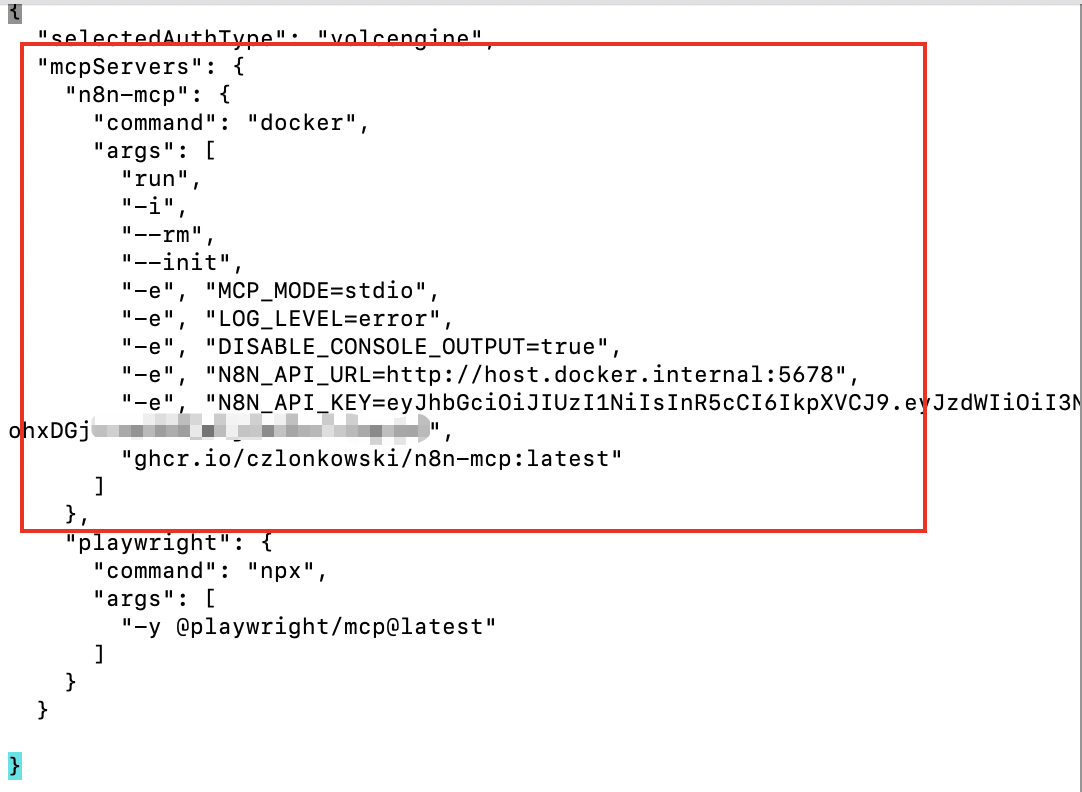 {
  "selectedAuthType": "volcengine",
  "mcpServers": {
    "n8n-mcp": {
      "command": "docker",
      "args": [
        "run",
        "-i",
        "--rm",
        "--init",
        "-e", "MCP_MODE=stdio",
        "-e", "LOG_LEVEL=error",
        "-e", "DISABLE_CONSOLE_OUTPUT=true",
        "-e", "N8N_API_URL=http://host.docker.internal:5678",
        "-e", "N8N_API_KEY=eyJhbGciOiJIUzI1NiIsInR5cCI6IkpXVCJ9.eyJzdWIiOiI3N
ohxDGj",
        "ghcr.io/czlonkowski/n8n-mcp:latest"
      ]
    },
    "playwright": {
      "command": "npx",
      "args": [
        "-y @playwright/mcp@latest"
      ]
    }
  }
}